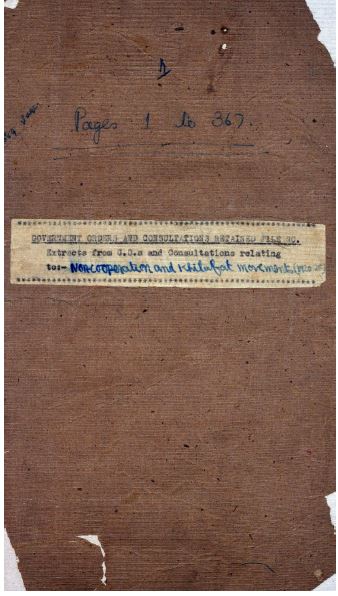 1
Pages 1 to 367.
GOVERNMENT ORDERS AND CONSULTATIONS RETAINED FILE NO.
Extracts from G.O.s and Consultations relating
to:- Noncooperation and Khilafat movements